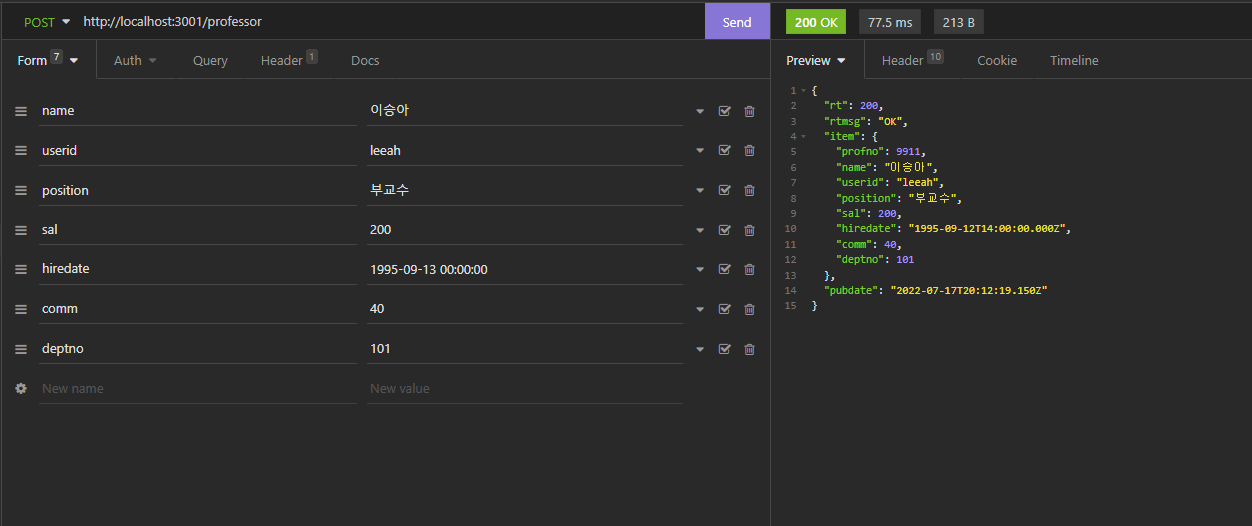 POST http://localhost:3001/professor Send 200 OK 77.5 ms 213 B
Form 7 Auth Query Header 1 Docs
Preview Header 10 Cookie Timeline
name 이승아
userid leeah
position 부교수
sal 200
hiredate 1995-09-13 00:00:00
comm 40
deptno 101
New name New value
1 {
2 "rt": 200,
3 "rtmsg": "OK",
4 "item": {
5 "profno": 9911,
6 "name": "이승아",
7 "userid": "leeah",
8 "position": "부교수",
9 "sal": 200,
10 "hiredate": "1995-09-12T14:00:00.000Z",
11 "comm": 40,
12 "deptno": 101
13 },
14 "pubdate": "2022-07-17T20:12:19.150Z"
15 }